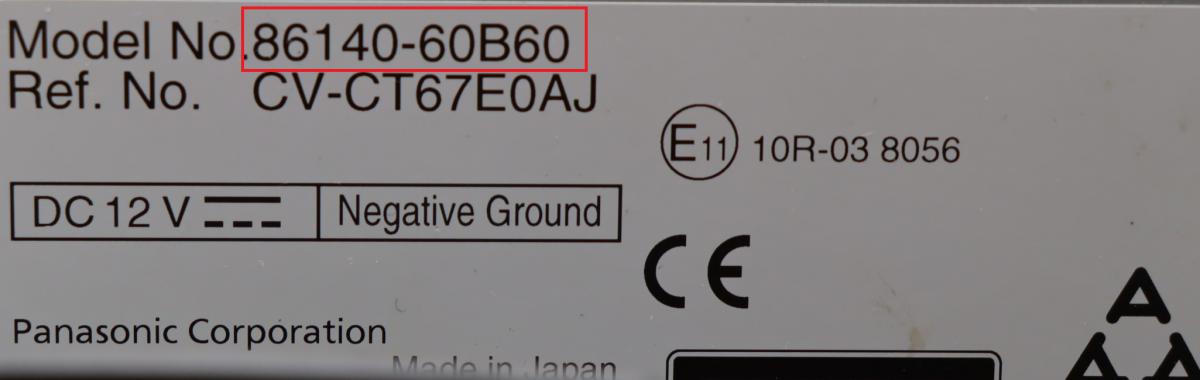 Model No.86140-60B60
Ref. No. CV-CT67E0AJ
E11 10R-03 8056
DC 12 V
Negative Ground
CE
Panasonic Corporation
Made in Japan